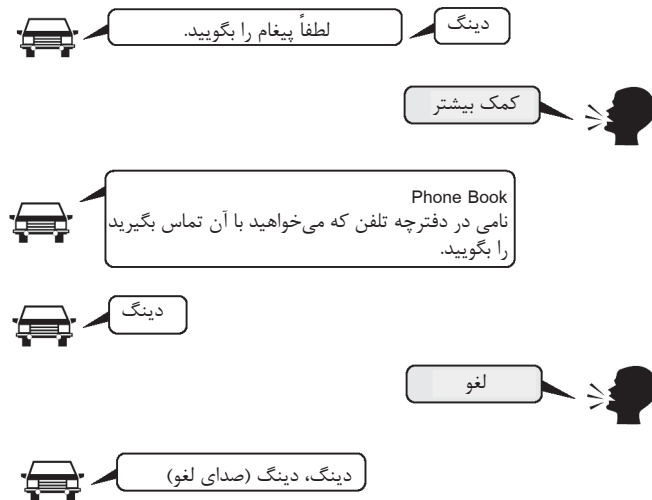 دینگ
لطفاً پیغام را بگویید.
کمک بیشتر
Phone Book
نامی در دفترچه تلفن که می‌خواهید با آن تماس بگیرید
را بگویید.
دینگ
لغو
دینگ، دینگ (صدای لغو)